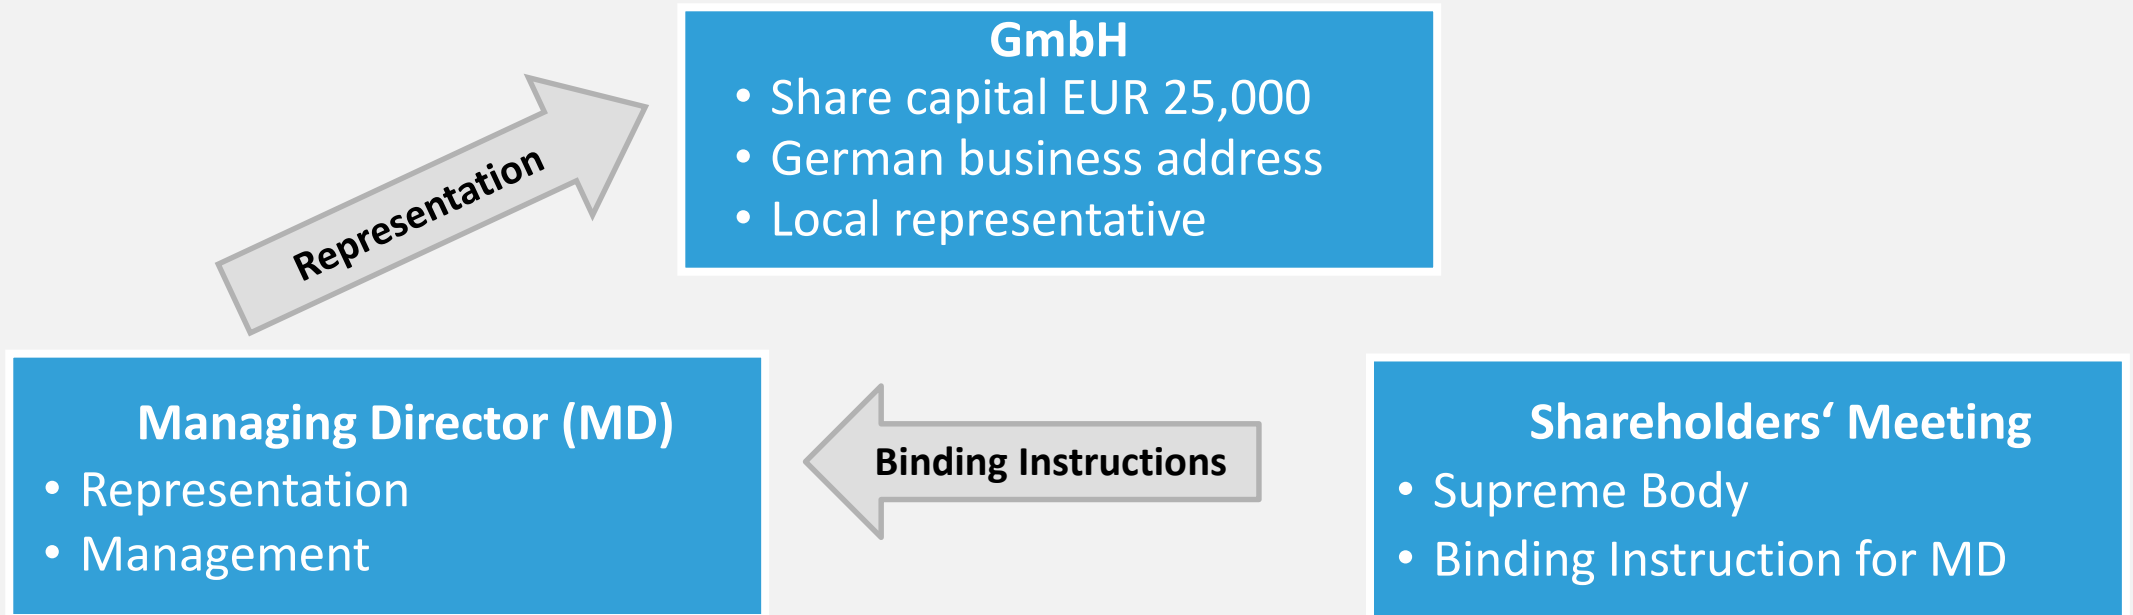 GmbH
• Share capital EUR 25,000
• German business address
• Local representative
Representation
Managing Director (MD)
• Representation
• Management
Binding Instructions
Shareholders‘ Meeting
• Supreme Body
• Binding Instruction for MD